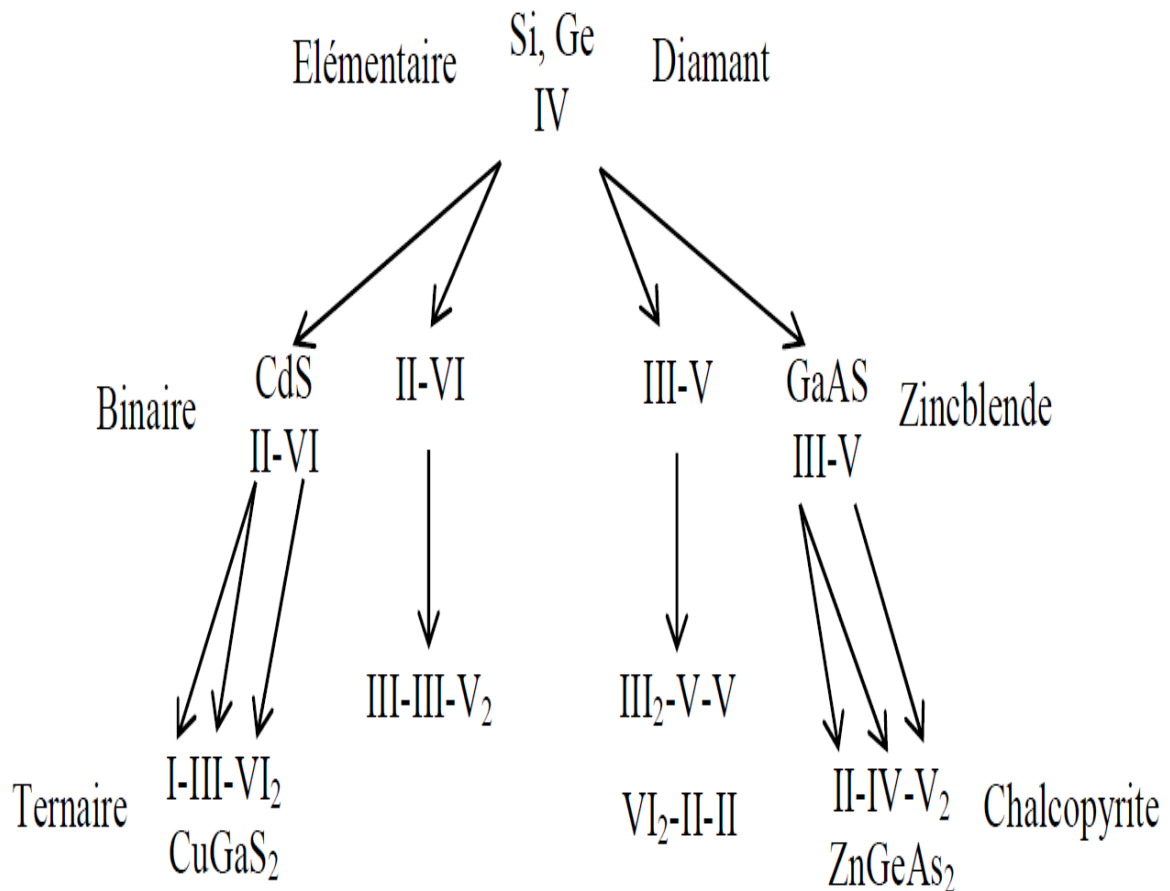 Elémentaire
Si, Ge
IV
Diamant
Binaire
CdS
II-VI
II-VI
III-V
GaAS
III-V
Zincblende
Ternaire
I-III-VI₂
CuGaS₂
III-III-V₂
III₂-V-V
VI₂-II-II
II-IV-V₂
ZnGeAs₂
Chalcopyrite